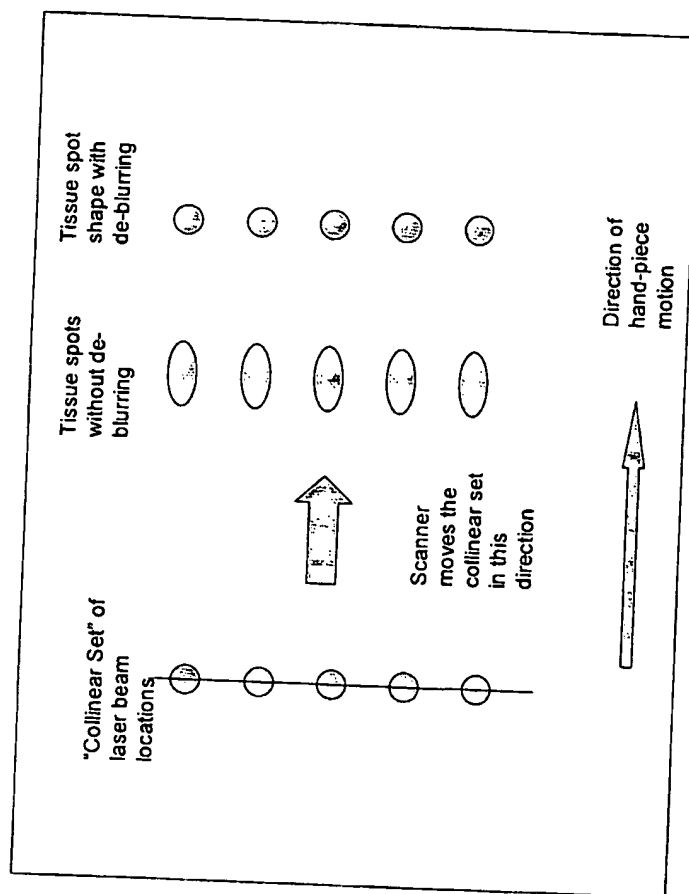 "Collinear Set" of
laser beam
locations
Tissue spots
without de-
blurring
Tissue spot
shape with
de-blurring
Scanner
moves the
collinear set
in this
direction
Direction of
hand-piece
motion